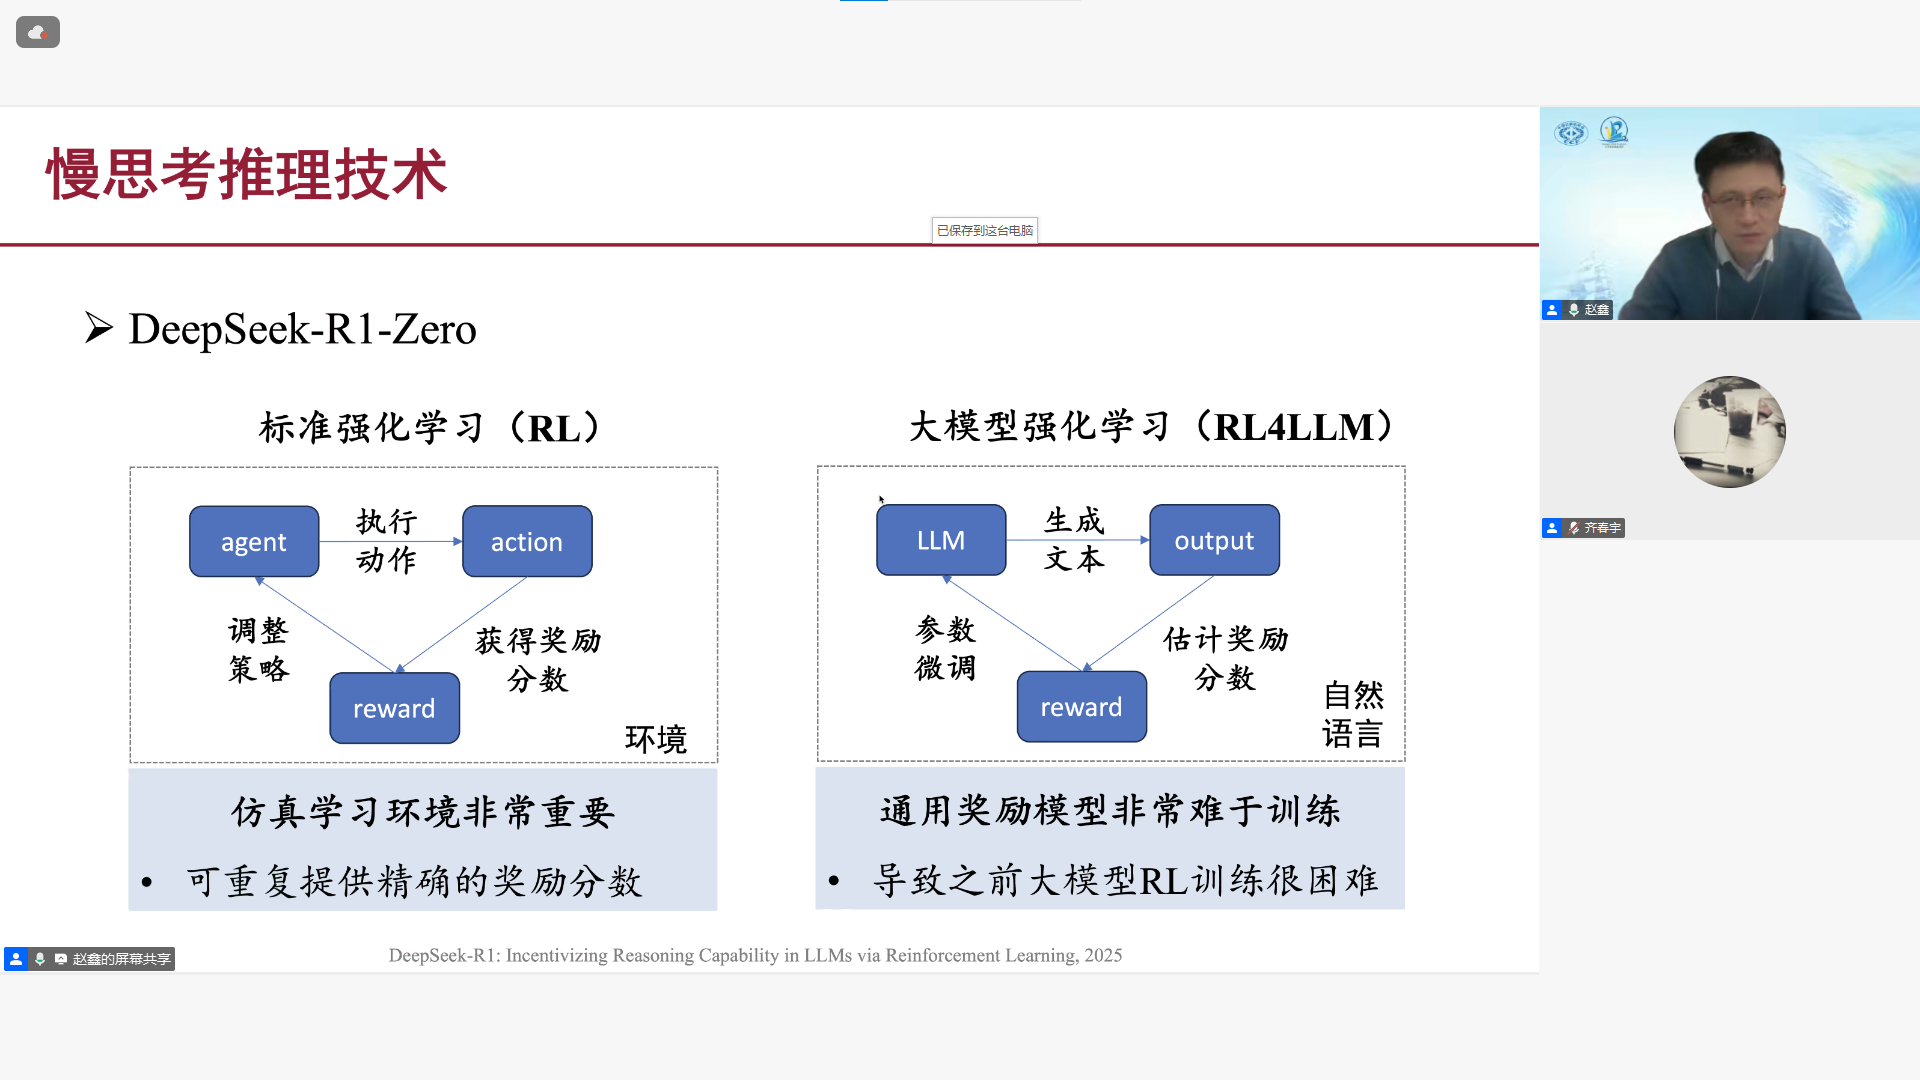 慢思考推理技术
已保存到这台电脑
➢ DeepSeek-R1-Zero
标准强化学习（RL）
agent
执行
动作
action
调整
策略
获得奖励
分数
reward
环境
仿真学习环境非常重要
• 可重复提供精确的奖励分数
大模型强化学习（RL4LLM）
LLM
生成
文本
output
参数
微调
估计奖励
分数
reward
自然
语言
通用奖励模型非常难于训练
• 导致之前大模型RL训练很困难
DeepSeek-R1: Incentivizing Reasoning Capability in LLMs via Reinforcement Learning, 2025
赵鑫的屏幕共享
赵鑫
齐春宇